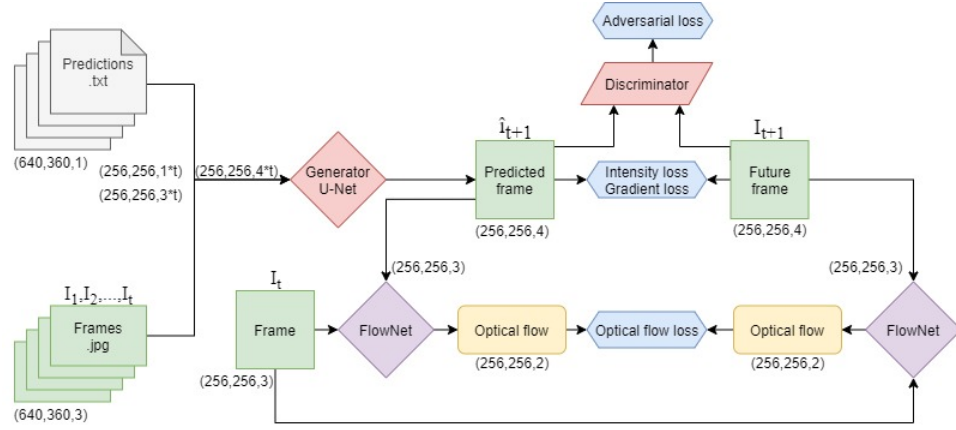 Adversarial loss
Predictions
.txt
Discriminator
(640,360,1)
(256,256,1*t)
(256,256,3*t)
(256,256,4*t)
Generator
U-Net
î_{t+1}
Predicted
frame
(256,256,4)
Intensity loss
Gradient loss
I_{t+1}
Future
frame
(256,256,4)
(256,256,3)
(256,256,3)
I_1,I_2,...,I_t
Frames
.jpg
(640,360,3)
I_t
Frame
(256,256,3)
FlowNet
Optical flow
(256,256,2)
Optical flow loss
Optical flow
(256,256,2)
FlowNet